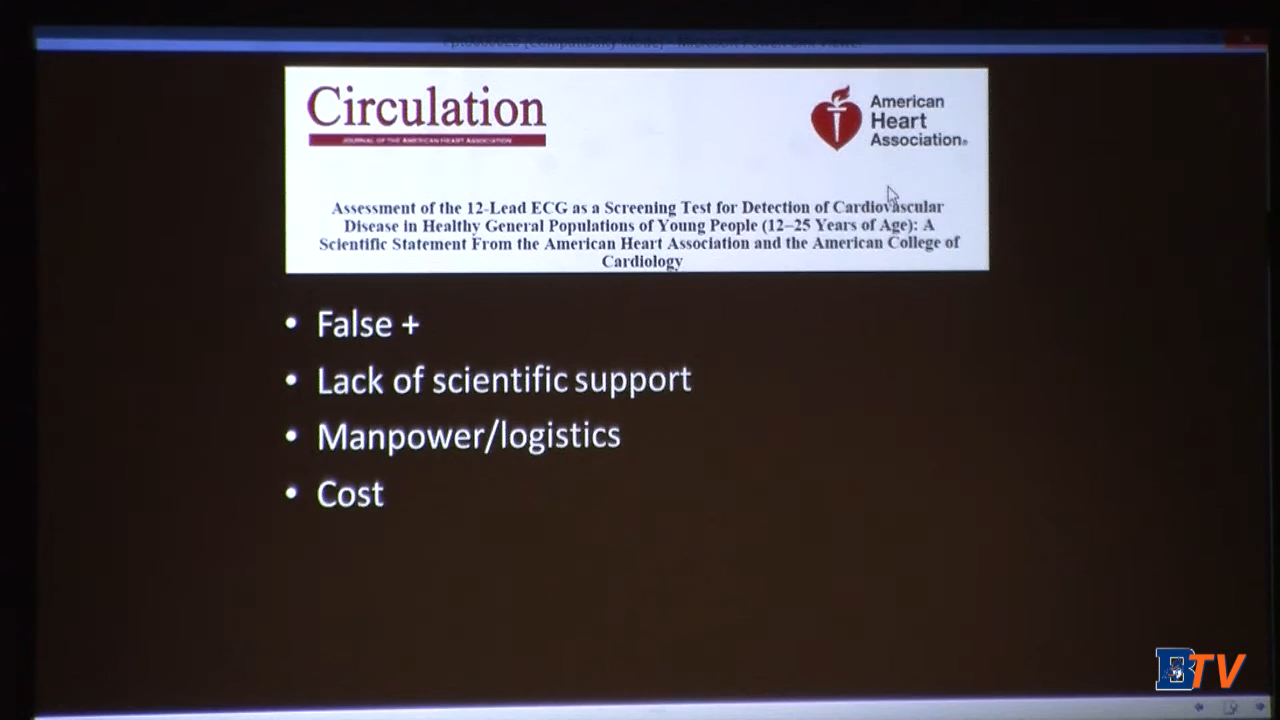 Circulation
JOURNAL OF THE AMERICAN HEART ASSOCIATION
American
Heart
Association®
Assessment of the 12-Lead ECG as a Screening Test for Detection of Cardiovascular
Disease in Healthy General Populations of Young People (12–25 Years of Age): A
Scientific Statement From the American Heart Association and the American College of
Cardiology
• False +
• Lack of scientific support
• Manpower/logistics
• Cost
BTV